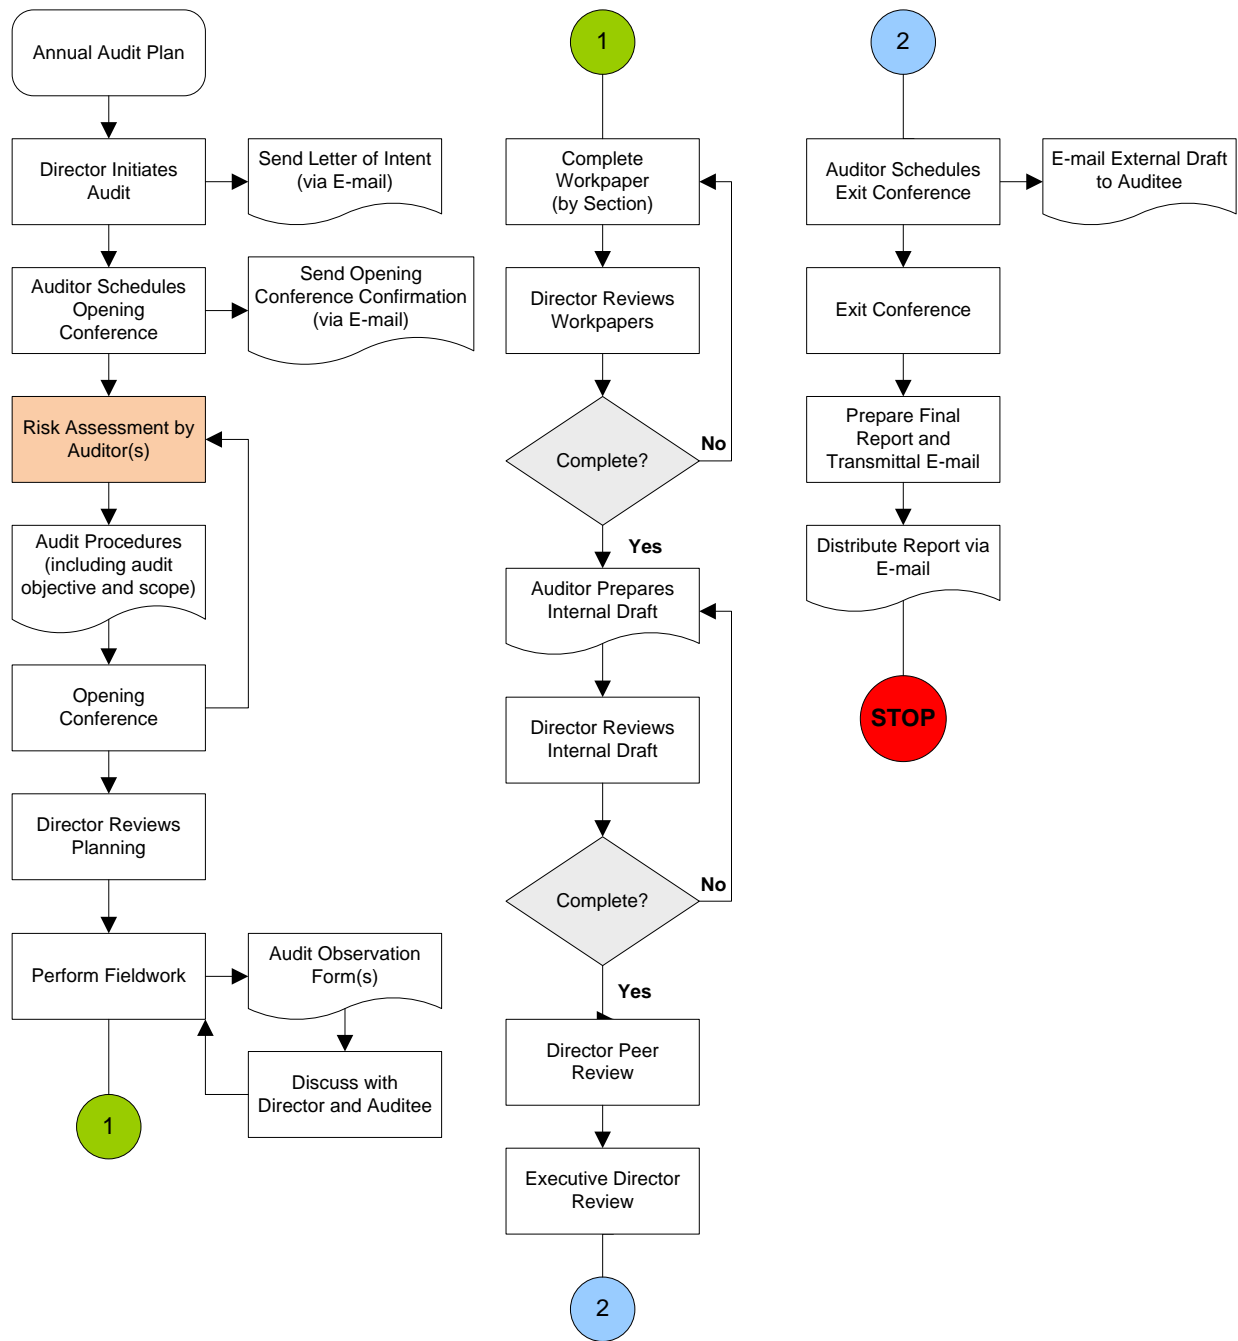 Annual Audit Plan
Director Initiates
Audit
Send Letter of Intent
(via E-mail)
Auditor Schedules
Opening
Conference
Send Opening
Conference Confirmation
(via E-mail)
Risk Assessment by
Auditor(s)
Audit Procedures
(including audit
objective and scope)
Opening
Conference
Director Reviews
Planning
Perform Fieldwork
Audit Observation
Form(s)
Discuss with
Director and Auditee
1
1
Complete
Workpaper
(by Section)
Director Reviews
Workpapers
Complete?
No
Yes
Auditor Prepares
Internal Draft
Director Reviews
Internal Draft
Complete?
No
Yes
Director Peer
Review
Executive Director
Review
2
2
Auditor Schedules
Exit Conference
E-mail External Draft
to Auditee
Exit Conference
Prepare Final
Report and
Transmittal E-mail
Distribute Report via
E-mail
STOP